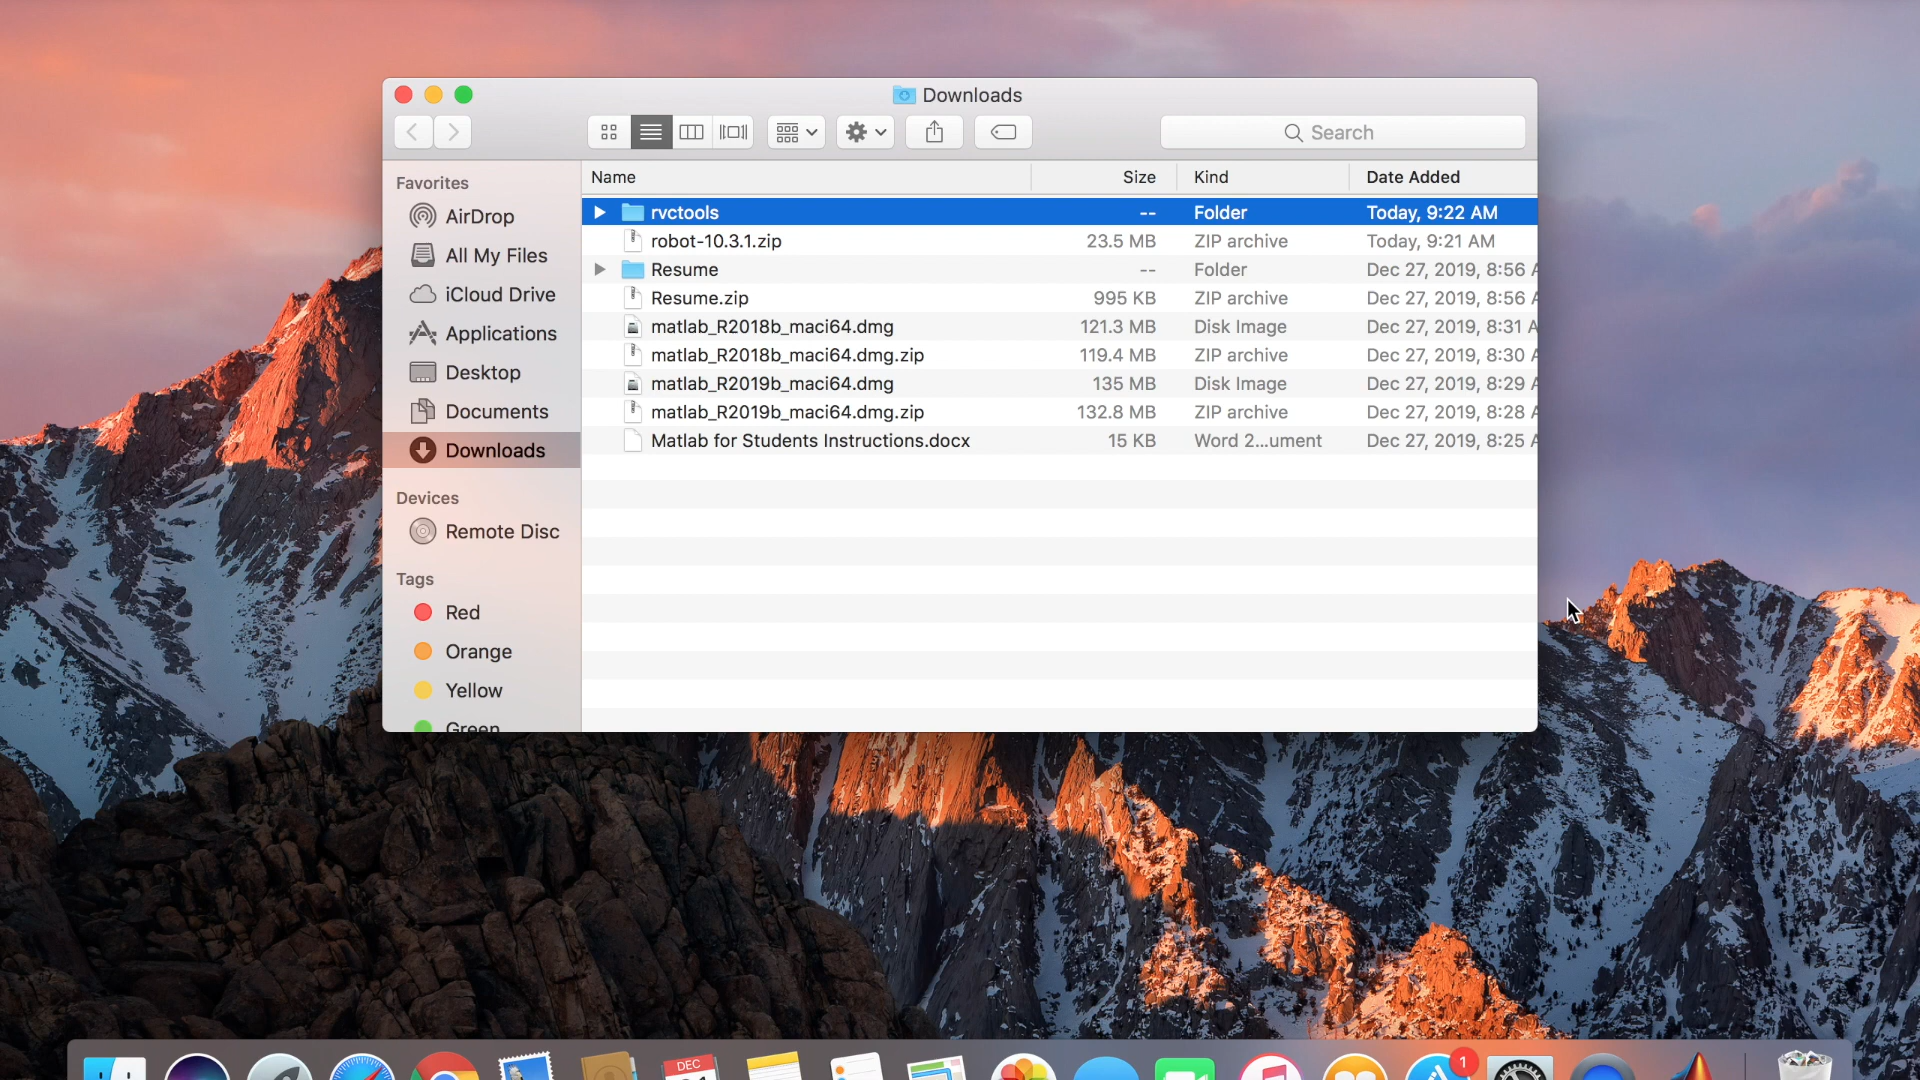 Downloads
Search
Favorites
AirDrop
All My Files
iCloud Drive
Applications
Desktop
Documents
Downloads
Devices
Remote Disc
Tags
Red
Orange
Yellow
Green
Name Size Kind Date Added
rvctools -- Folder Today, 9:22 AM
robot-10.3.1.zip 23.5 MB ZIP archive Today, 9:21 AM
Resume -- Folder Dec 27, 2019, 8:56 A
Resume.zip 995 KB ZIP archive Dec 27, 2019, 8:56 A
matlab_R2018b_maci64.dmg 121.3 MB Disk Image Dec 27, 2019, 8:31 A
matlab_R2018b_maci64.dmg.zip 119.4 MB ZIP archive Dec 27, 2019, 8:30 A
matlab_R2019b_maci64.dmg 135 MB Disk Image Dec 27, 2019, 8:29 A
matlab_R2019b_maci64.dmg.zip 132.8 MB ZIP archive Dec 27, 2019, 8:28 A
Matlab for Students Instructions.docx 15 KB Word 2...ument Dec 27, 2019, 8:25 A
DEC
1